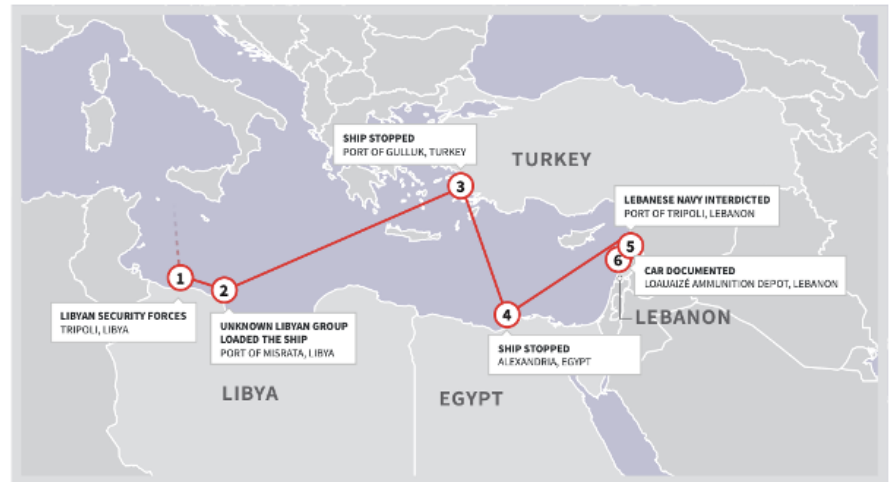 SHIP STOPPED
PORT OF GULLUK, TURKEY
TURKEY
3
LEBANESE NAVY INTERDICTED
PORT OF TRIPOLI, LEBANON
5
6
CAR DOCUMENTED
LOAUAIZÉ AMMUNITION DEPOT, LEBANON
1
2
LIBYAN SECURITY FORCES
TRIPOLI, LIBYA
UNKNOWN LIBYAN GROUP
LOADED THE SHIP
PORT OF MISRATA, LIBYA
4
LEBANON
SHIP STOPPED
ALEXANDRIA, EGYPT
LIBYA
EGYPT